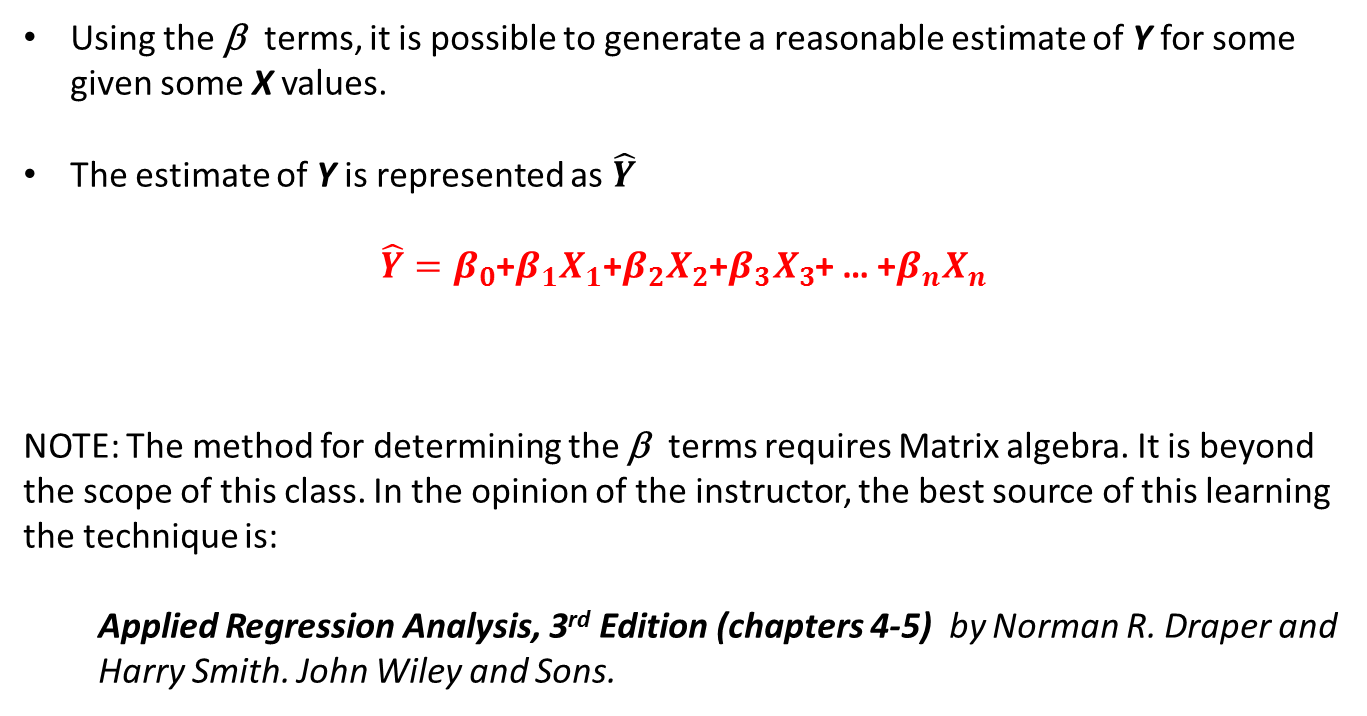 • Using the β terms, it is possible to generate a reasonable estimate of Y for some
given some X values.
• The estimate of Y is represented as Ŷ
Ŷ = β₀+β₁X₁+β₂X₂+β₃X₃+ … +βₙXₙ
NOTE: The method for determining the β terms requires Matrix algebra. It is beyond
the scope of this class. In the opinion of the instructor, the best source of this learning
the technique is:
Applied Regression Analysis, 3rd Edition (chapters 4-5) by Norman R. Draper and
Harry Smith. John Wiley and Sons.